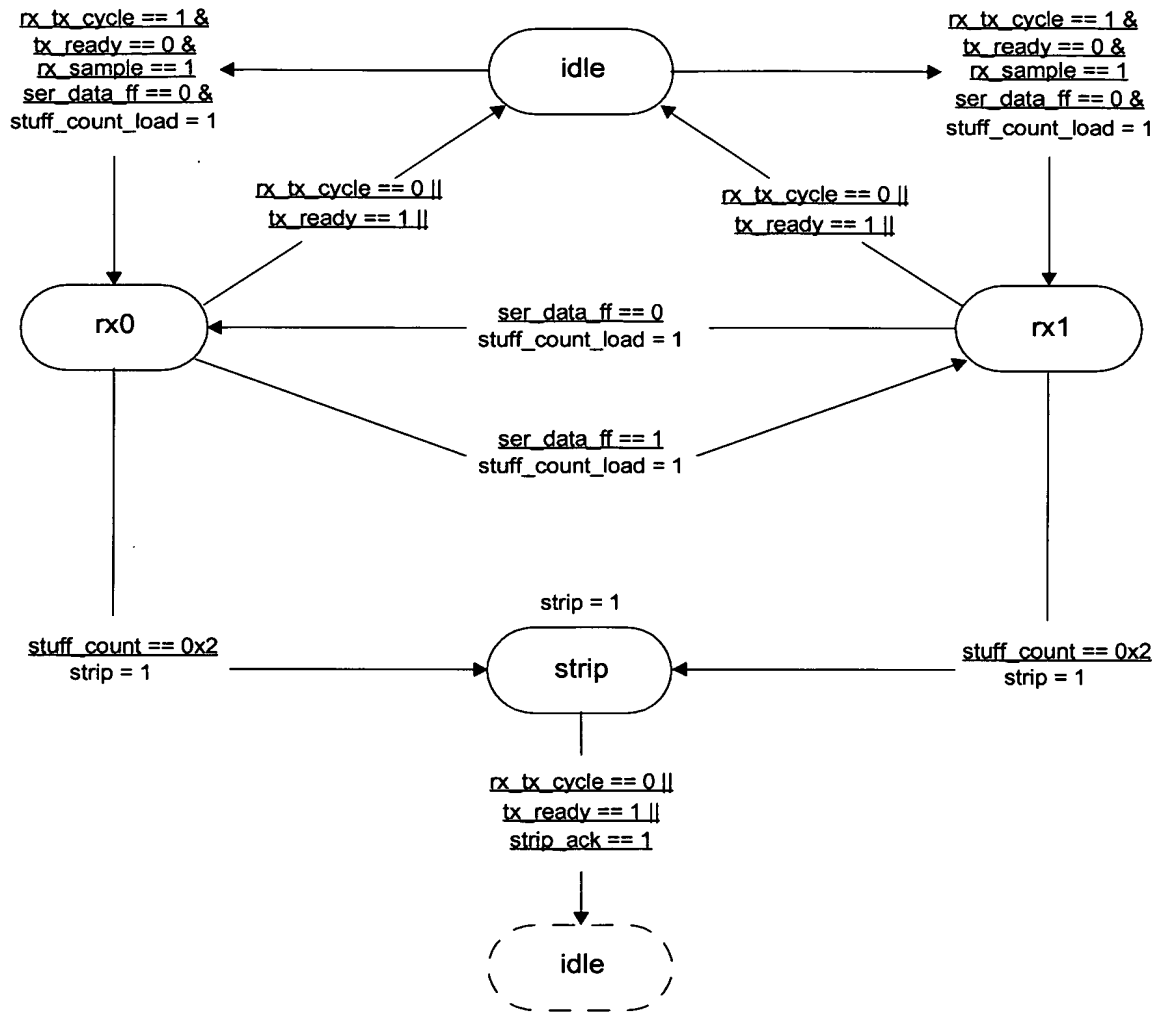 rx_tx_cycle == 1 &
tx_ready == 0 &
rx_sample == 1
ser_data_ff == 0 &
stuff_count_load = 1
idle
rx_tx_cycle == 1 &
tx_ready == 0 &
rx_sample == 1
ser_data_ff == 0 &
stuff_count_load = 1
rx_tx_cycle == 0 ||
tx_ready == 1 ||
rx_tx_cycle == 0 ||
tx_ready == 1 ||
rx0
ser_data_ff == 0
stuff_count_load = 1
rx1
ser_data_ff == 1
stuff_count_load = 1
strip = 1
stuff_count == 0x2
strip = 1
strip
stuff_count == 0x2
strip = 1
rx_tx_cycle == 0 ||
tx_ready == 1 ||
strip_ack == 1
idle